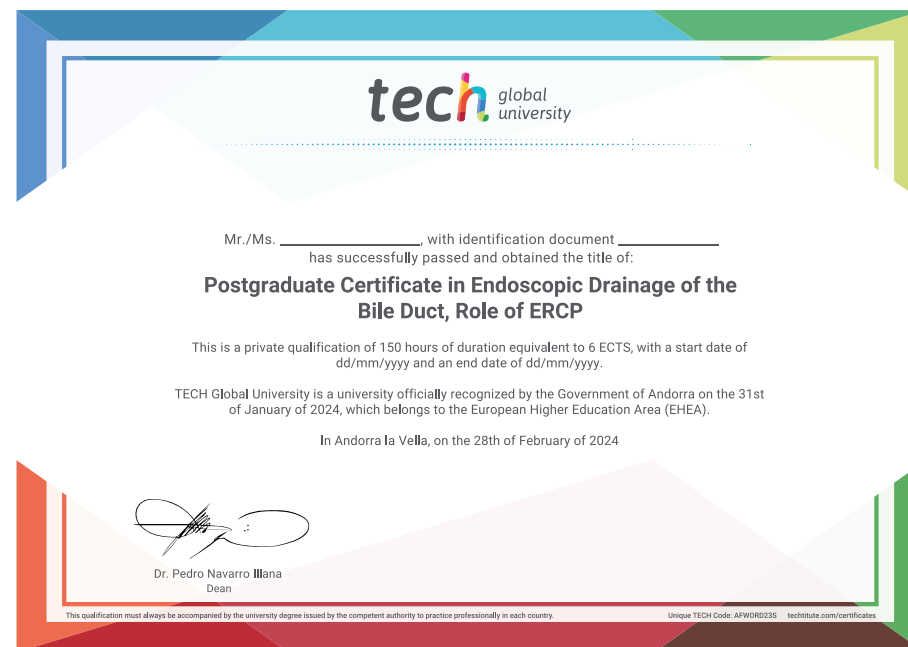 tech global
university
Mr./Ms. ____________, with identification document ____________
has successfully passed and obtained the title of:
Postgraduate Certificate in Endoscopic Drainage of the
Bile Duct, Role of ERCP
This is a private qualification of 150 hours of duration equivalent to 6 ECTS, with a start date of
dd/mm/yyyy and an end date of dd/mm/yyyy.
TECH Global University is a university officially recognized by the Government of Andorra on the 31st
of January of 2024, which belongs to the European Higher Education Area (EHEA).
In Andorra la Vella, on the 28th of February of 2024
Dr. Pedro Navarro Illana
Dean
This qualification must always be accompanied by the university degree issued by the competent authority to practice professionally in each country. Unique TECH Code: AFWORD23S techtitute.com/certificates